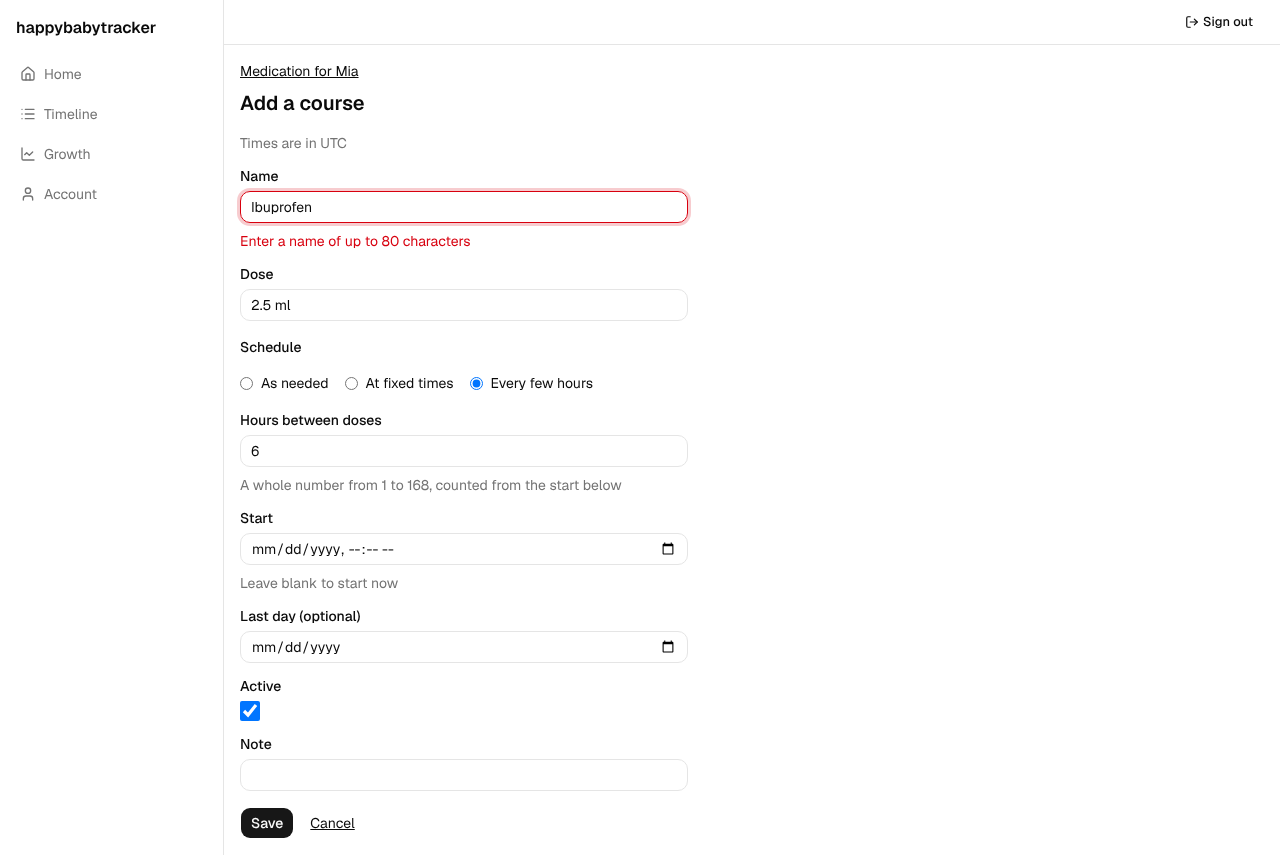 happybabytracker
Sign out
Home
Timeline
Growth
Account
Medication for Mia
Add a course
Times are in UTC
Name
Ibuprofen
Enter a name of up to 80 characters
Dose
2.5 ml
Schedule
As needed At fixed times Every few hours
Hours between doses
6
A whole number from 1 to 168, counted from the start below
Start
mm/dd/yyyy, --:-- --
Leave blank to start now
Last day (optional)
mm/dd/yyyy
Active
Note
Save Cancel